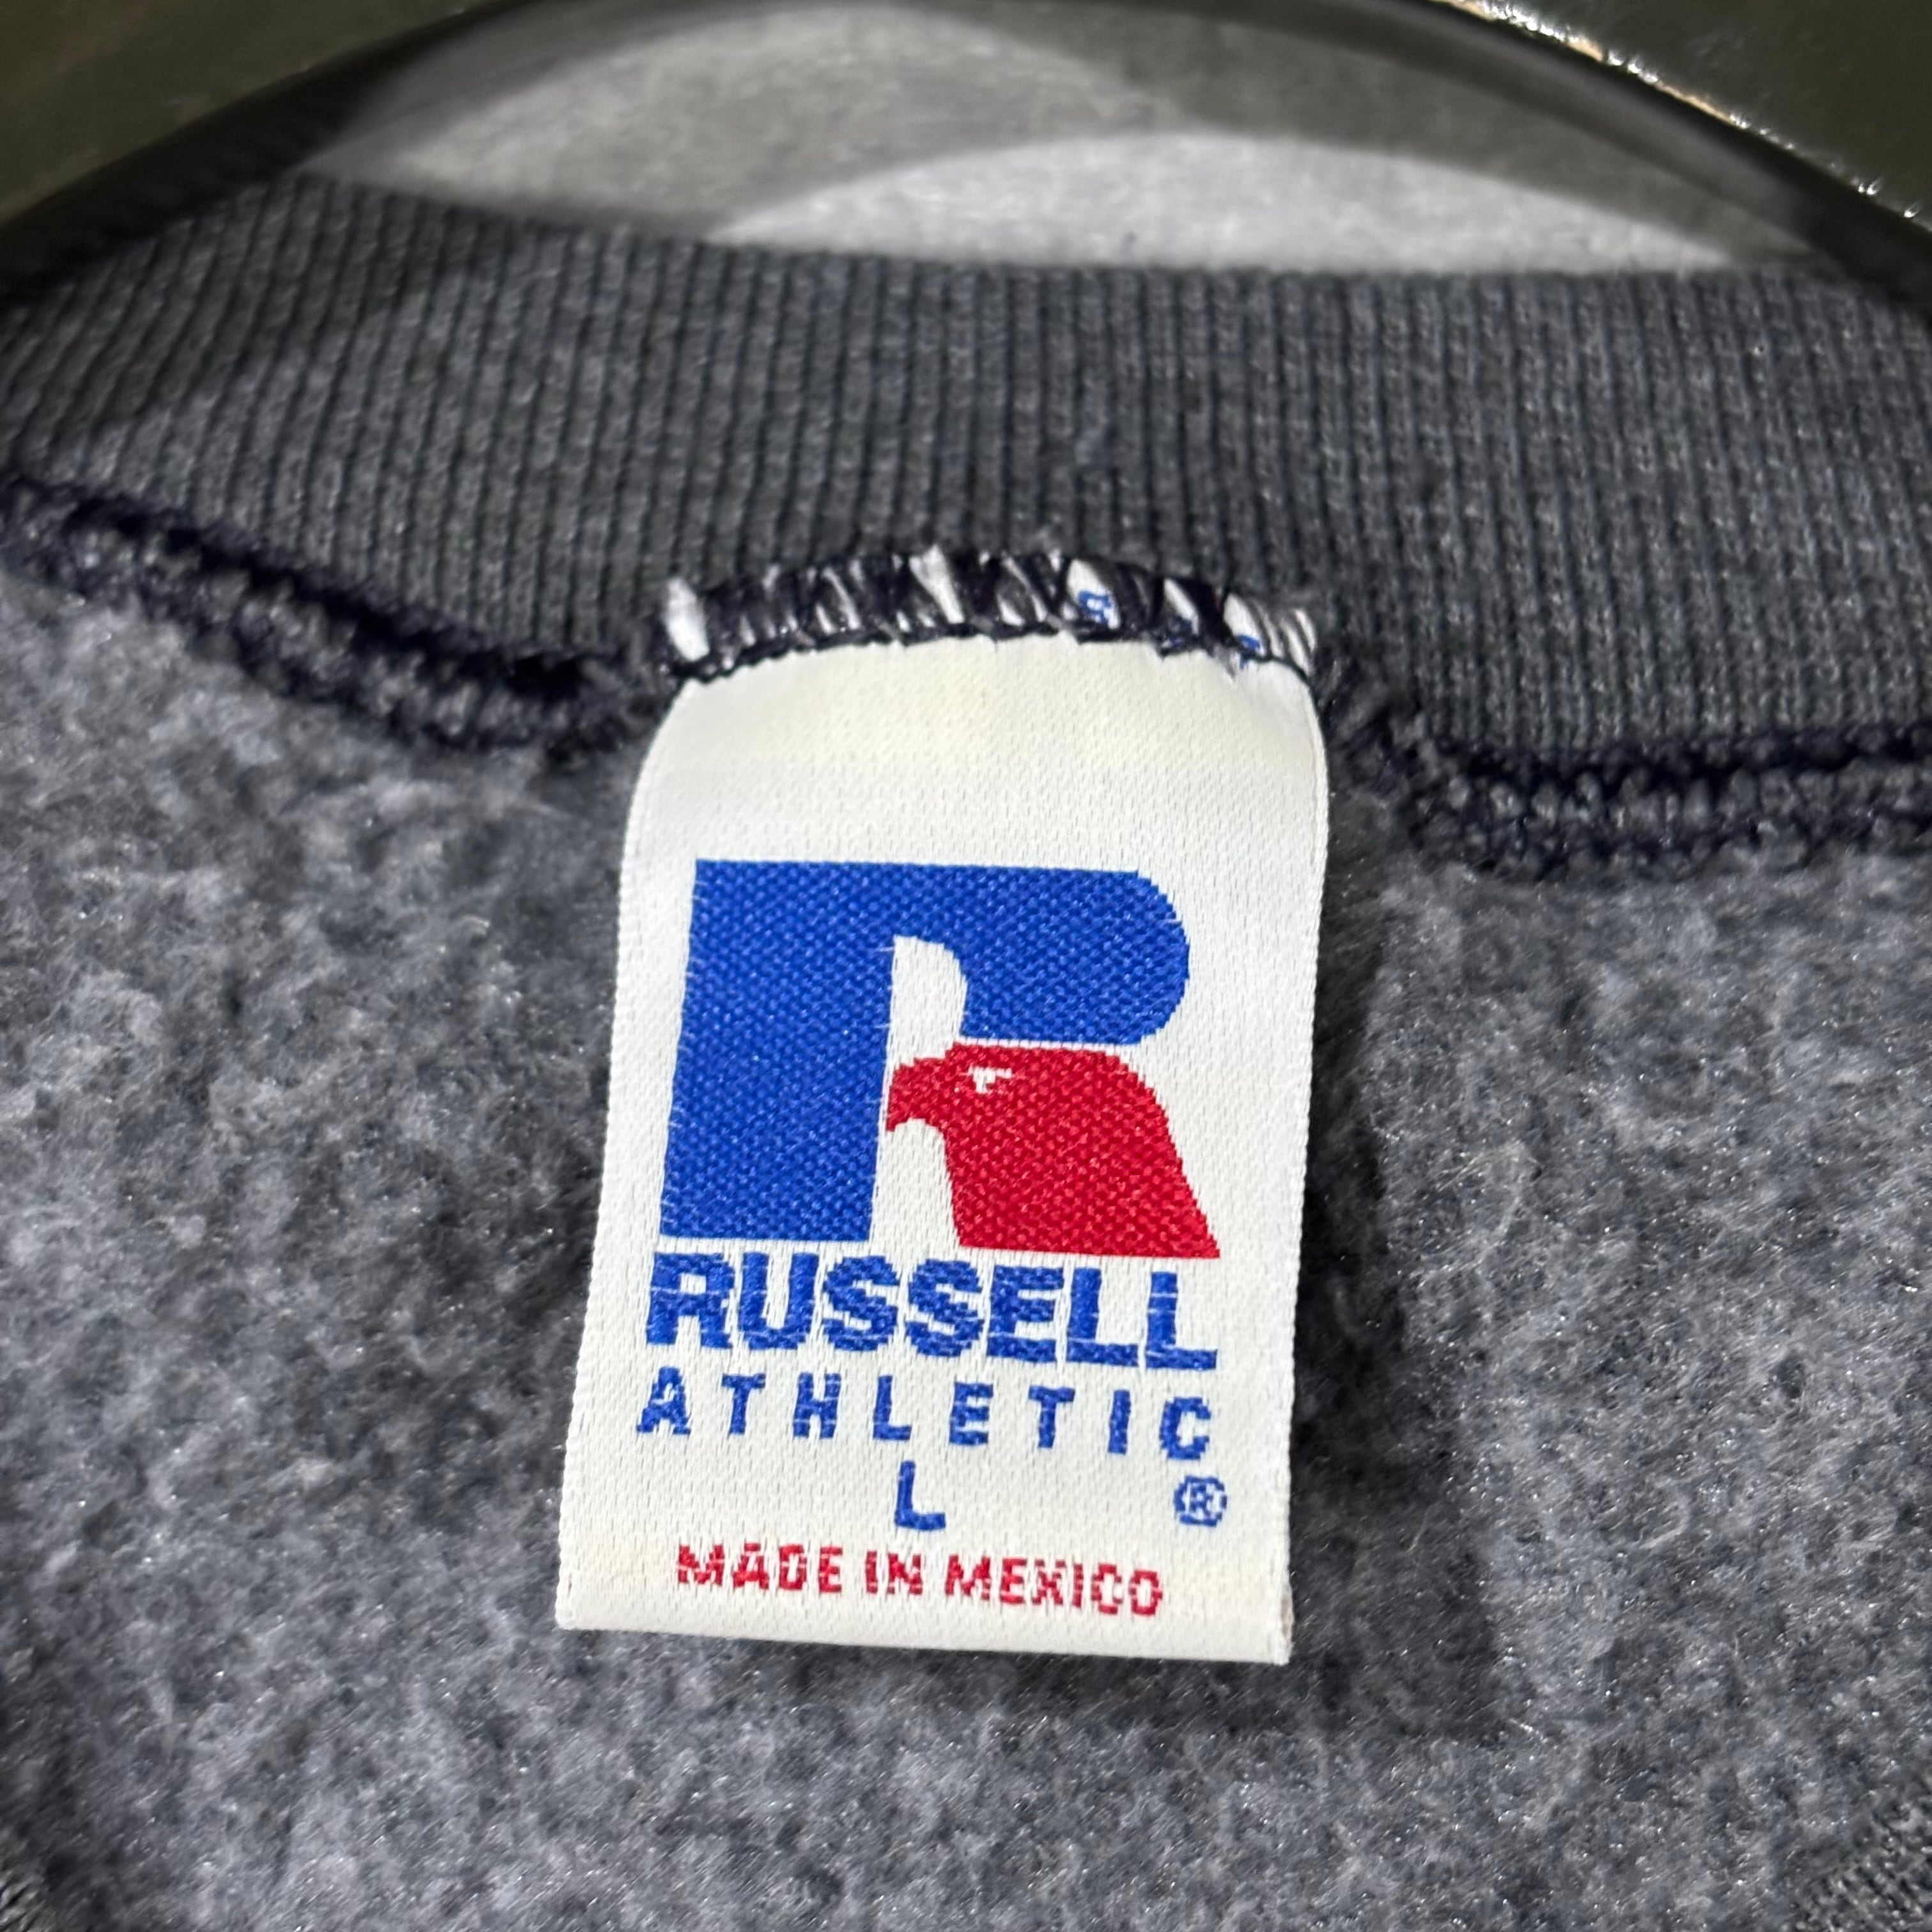 RUSSELL
ATHLETIC
L ®
MADE IN MEXICO